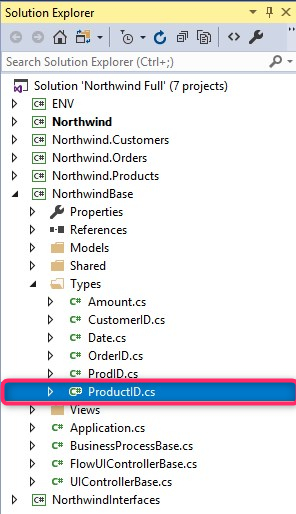 Solution Explorer
Search Solution Explorer (Ctrl+;)
Solution 'Northwind Full' (7 projects)
C# ENV
C# Northwind
C# Northwind.Customers
C# Northwind.Orders
C# Northwind.Products
C# NorthwindBase
Properties
References
Models
Shared
Types
C# Amount.cs
C# CustomerID.cs
C# Date.cs
C# OrderID.cs
C# ProdID.cs
C# ProductID.cs
Views
C# Application.cs
C# BusinessProcessBase.cs
C# FlowUIControllerBase.cs
C# UIControllerBase.cs
C# NorthwindInterfaces